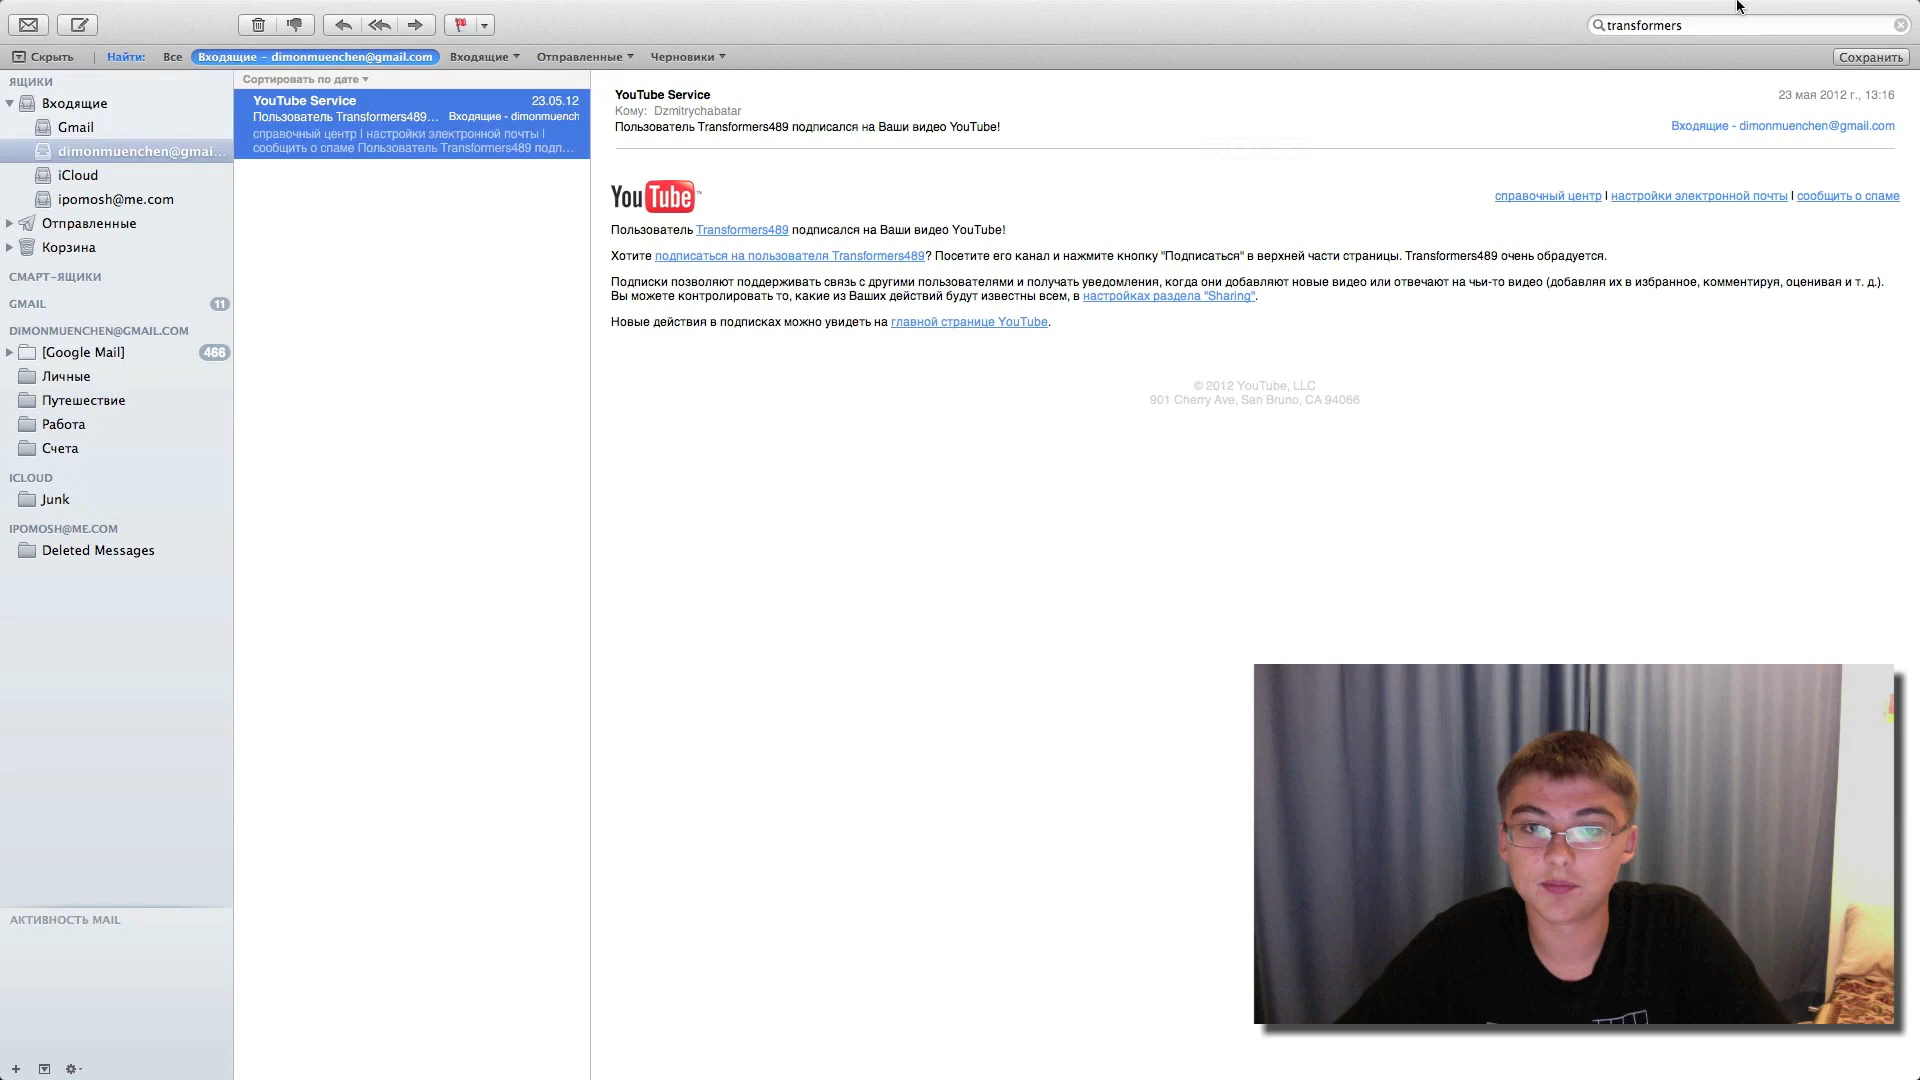 transformers
Скрыть
Найти:
Все
Входящие – dimonmuenchen@gmail.com
Входящие
Отправленные
Черновики
Сохранить
ЯЩИКИ
Входящие
Gmail
dimonmuenchen@gmai...
iCloud
ipomosh@me.com
Отправленные
Корзина
СМАРТ-ЯЩИКИ
GMAIL 11
DIMONMUENCHEN@GMAIL.COM
[Google Mail] 466
Личные
Путешествие
Работа
Счета
ICLOUD
Junk
IPOMOSH@ME.COM
Deleted Messages
АКТИВНОСТЬ MAIL
Сортировать по дате
YouTube Service 23.05.12
Пользователь Transformers489... Входящие - dimonmuench
справочный центр | настройки электронной почты |
сообщить о спаме Пользователь Transformers489 подп...
YouTube Service 23 мая 2012 г., 13:16
Кому: Dzmitrychabatar
Пользователь Transformers489 подписался на Ваши видео YouTube!
Входящие - dimonmuenchen@gmail.com
YouTube™
справочный центр | настройки электронной почты | сообщить о спаме
Пользователь Transformers489 подписался на Ваши видео YouTube!
Хотите подписаться на пользователя Transformers489? Посетите его канал и нажмите кнопку "Подписаться" в верхней части страницы. Transformers489 очень обрадуется.
Подписки позволяют поддерживать связь с другими пользователями и получать уведомления, когда они добавляют новые видео или отвечают на чьи-то видео (добавляя их в избранное, комментируя, оценивая и т. д.).
Вы можете контролировать то, какие из Ваших действий будут известны всем, в настройках раздела "Sharing".
Новые действия в подписках можно увидеть на главной странице YouTube.
© 2012 YouTube, LLC
901 Cherry Ave, San Bruno, CA 94066